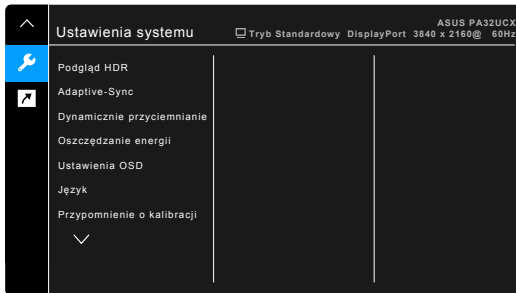 ASUS PA32UCX
Ustawienia systemu
Tryb Standardowy DisplayPort 3840 x 2160@ 60Hz
Podgląd HDR
Adaptive-Sync
Dynamicznie przyciemnianie
Oszczędzanie energii
Ustawienia OSD
Język
Przypomnienie o kalibracji